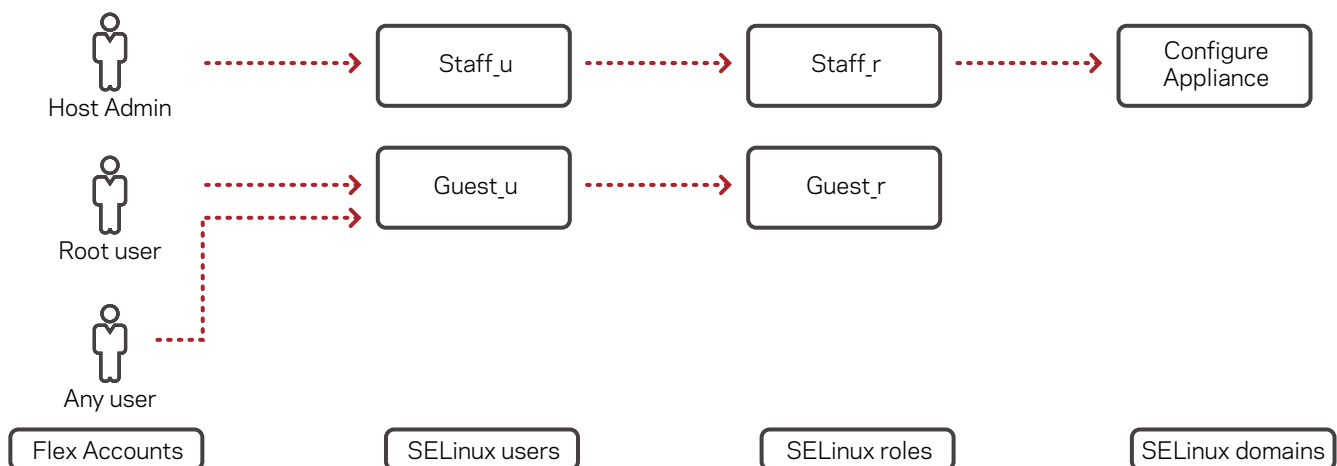 Host Admin
Staff_u
Staff_r
Configure
Appliance
Root user
Guest_u
Guest_r
Any user
Flex Accounts
SELinux users
SELinux roles
SELinux domains